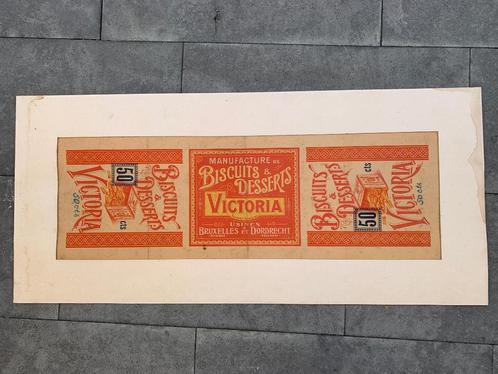 BISCUITS
&
DESSERTS
VICTORIA
50
cts
MANUFACTURE DE
BISCUITS &
DESSERTS
VICTORIA
USINES
BRUXELLES ET DORDRECHT
BISCUITS
&
DESSERTS
VICTORIA
50
cts